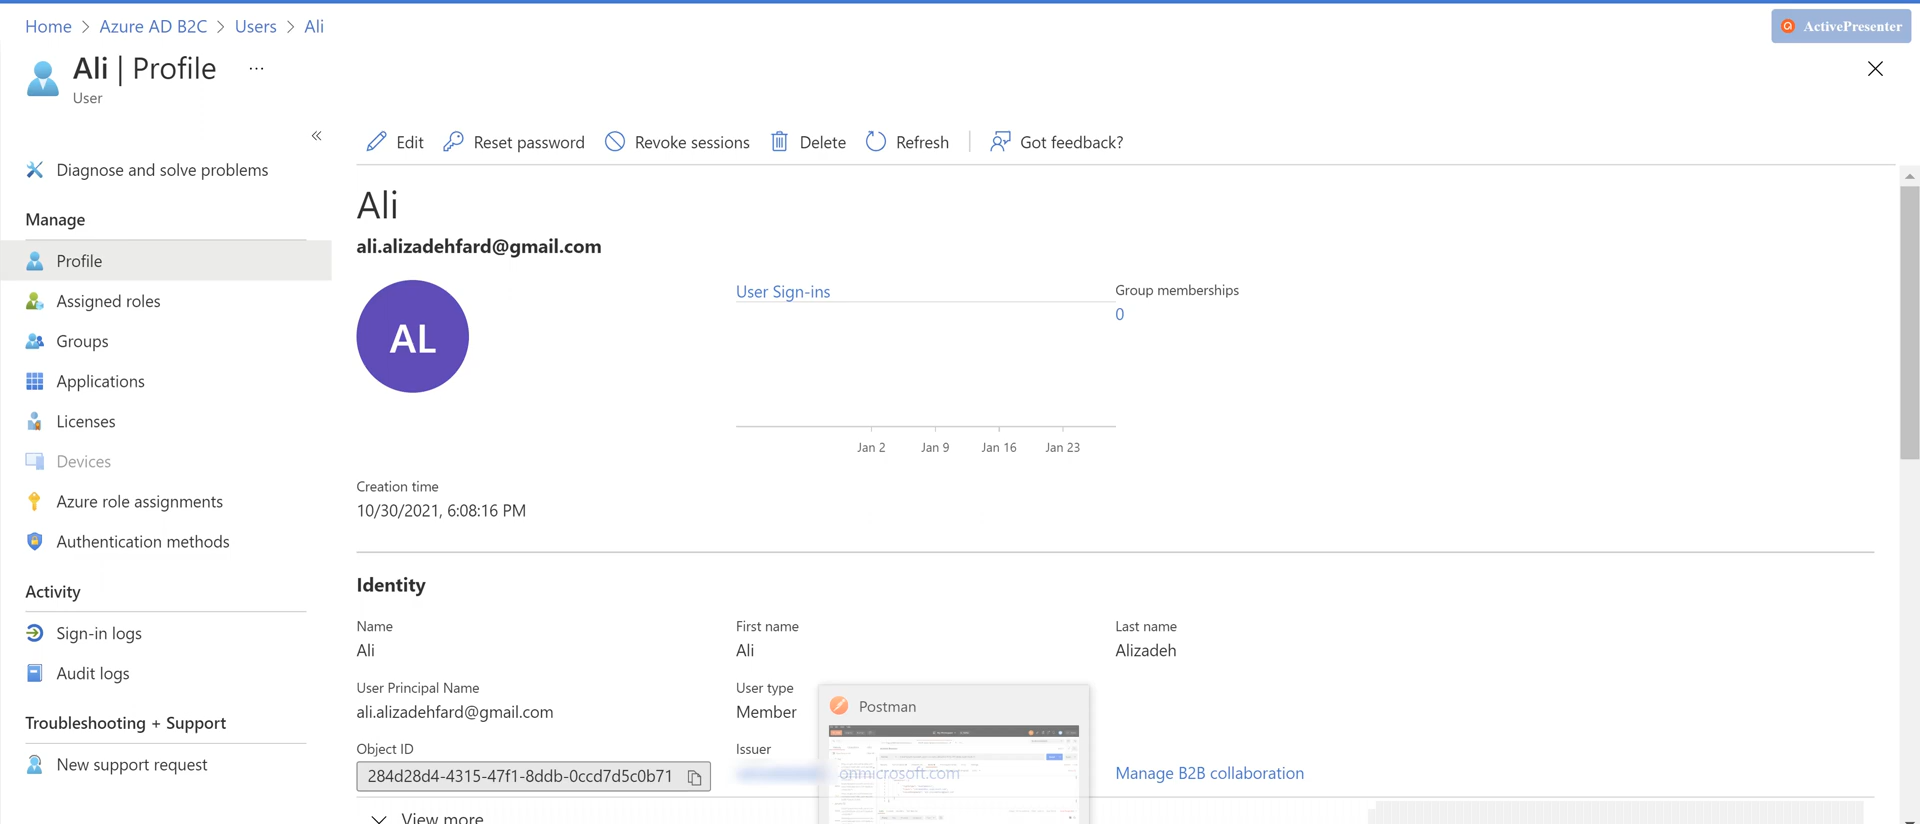 Home > Azure AD B2C > Users > Ali
ActivePresenter
Ali | Profile ...
User
Edit Reset password Revoke sessions Delete Refresh Got feedback?
Diagnose and solve problems
Manage
Profile
Assigned roles
Groups
Applications
Licenses
Devices
Azure role assignments
Authentication methods
Activity
Sign-in logs
Audit logs
Troubleshooting + Support
New support request
Ali
ali.alizadehfard@gmail.com
AL
User Sign-ins
Group memberships
0
Jan 2 Jan 9 Jan 16 Jan 23
Creation time
10/30/2021, 6:08:16 PM
Identity
Name First name Last name
Ali Ali Alizadeh
User Principal Name User type
ali.alizadehfard@gmail.com Member
Postman
Object ID Issuer
284d28d4-4315-47f1-8ddb-0ccd7d5c0b71 onmicrosoft.com Manage B2B collaboration
View more